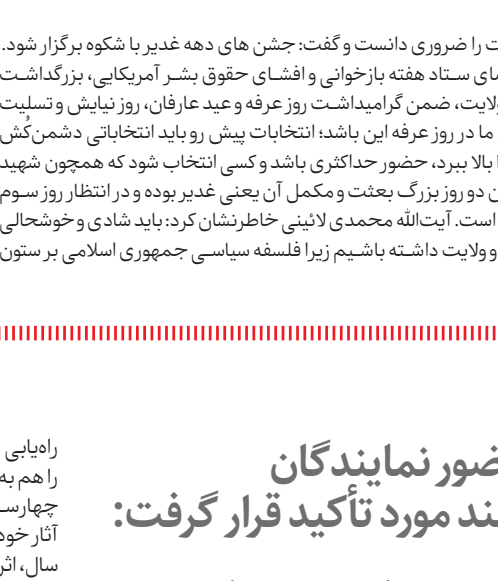 ت را ضروری دانست و گفت: جشن های دهه غدیر با شکوه برگزار شود.
ضای ستاد هفته بازخوانی و افشای حقوق بشر آمریکایی، بزرگداشت
ولایت، ضمن گرامیداشت روز عرفه و عید عارفان، روز نیایش و تسلیت
ما در روز عرفه این باشد؛ انتخابات پیش رو باید انتخاباتی دشمن‌کُش
بالا ببرد، حضور حداکثری باشد و کسی انتخاب شود که همچون شهید
ن دو روز بزرگ بعثت و مکمل آن یعنی غدیر بوده و در انتظار روز سوم
است. آیت‌الله محمدی لائینی خاطرنشان کرد: باید شادی و خوشحالی
و ولایت داشته باشیم زیرا فلسفه سیاسی جمهوری اسلامی بر ستون
ضور نمایندگان
ند مورد تأکید قرار گرفت:
راه‌یابی
را هم به
چهارسـ
آثار خود
سال، اثر